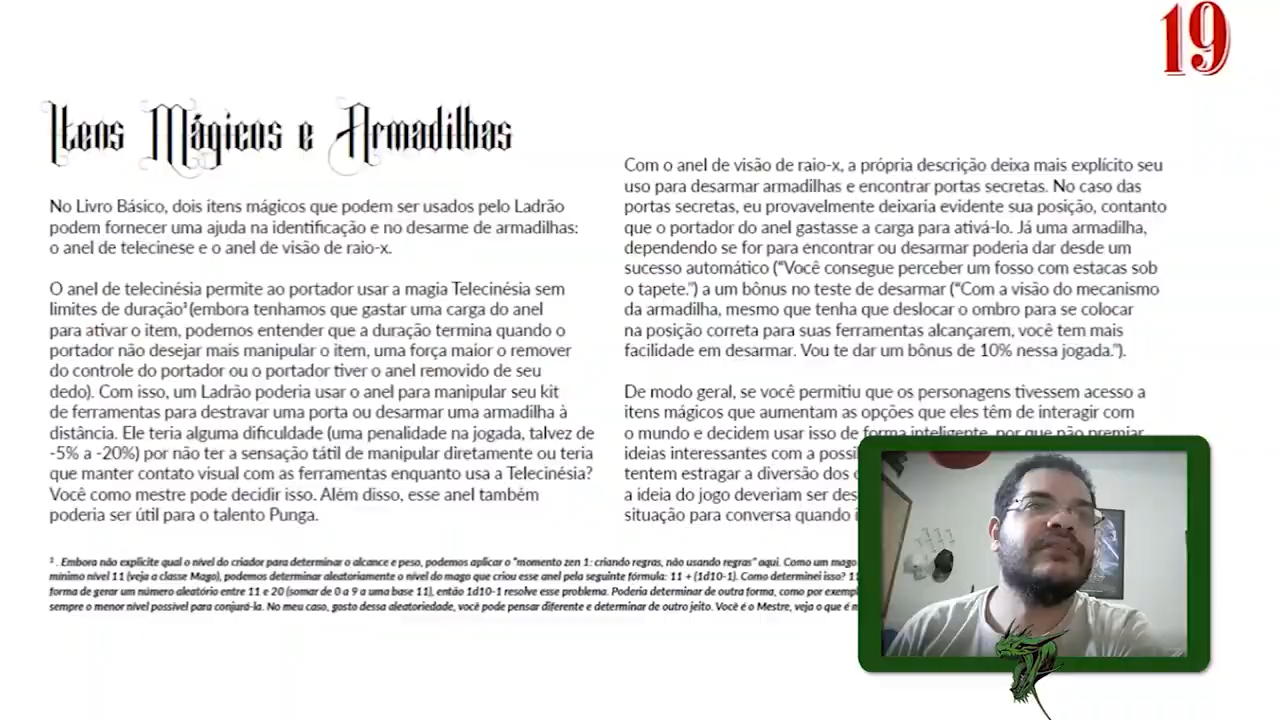 19
Itens Mágicos e Armadilhas
No Livro Básico, dois itens mágicos que podem ser usados pelo Ladrão
podem fornecer uma ajuda na identificação e no desarme de armadilhas:
o anel de telecinese e o anel de visão de raio-x.
O anel de telecinésia permite ao portador usar a magia Telecinésia sem
limites de duração¹(embora tenhamos que gastar uma carga do anel
para ativar o item, podemos entender que a duração termina quando o
portador não desejar mais manipular o item, uma força maior o remover
do controle do portador ou o portador tiver o anel removido de seu
dedo). Com isso, um Ladrão poderia usar o anel para manipular seu kit
de ferramentas para destravar uma porta ou desarmar uma armadilha à
distância. Ele teria alguma dificuldade (uma penalidade na jogada, talvez de
-5% a -20%) por não ter a sensação tátil de manipular diretamente ou teria
que manter contato visual com as ferramentas enquanto usa a Telecinésia?
Você como mestre pode decidir isso. Além disso, esse anel também
poderia ser útil para o talento Punga.
¹ . Embora não explicite qual o nível do criador para determinar o alcance e peso, podemos aplicar o "momento zen 1: criando regras, não usando regras" aqui. Como um mago
mínimo nível 11 (veja a classe Mago), podemos determinar aleatoriamente o nível do mago que criou esse anel pela seguinte fórmula: 11 + (1d10-1). Como determinei isso?
forma de gerar um número aleatório entre 11 e 20 (somar de 0 a 9 a uma base 11), então 1d10-1 resolve esse problema. Poderia determinar de outra forma, como por
sempre o menor nível possível para conjurá-la. No meu caso, gosto dessa aleatoriedade, você pode pensar diferente e determinar de outro jeito. Você é o Mestre, veja o que é
Com o anel de visão de raio-x, a própria descrição deixa mais explícito seu
uso para desarmar armadilhas e encontrar portas secretas. No caso das
portas secretas, eu provavelmente deixaria evidente sua posição, contanto
que o portador do anel gastasse a carga para ativá-lo. Já uma armadilha,
dependendo se for para encontrar ou desarmar poderia dar desde um
sucesso automático ("Você consegue perceber um fosso com estacas sob
o tapete.") a um bônus no teste de desarmar ("Com a visão do mecanismo
da armadilha, mesmo que tenha que deslocar o ombro para se colocar
na posição correta para suas ferramentas alcançarem, você tem mais
facilidade em desarmar. Vou te dar um bônus de 10% nessa jogada.").
De modo geral, se você permitiu que os personagens tivessem acesso a
itens mágicos que aumentam as opções que eles têm de interagir com
o mundo e decidem usar isso de forma inteligente, por que não premiar
ideias interessantes com a
tentem estragar a diversão dos
a ideia do jogo deveriam ser
situação para conversa quando